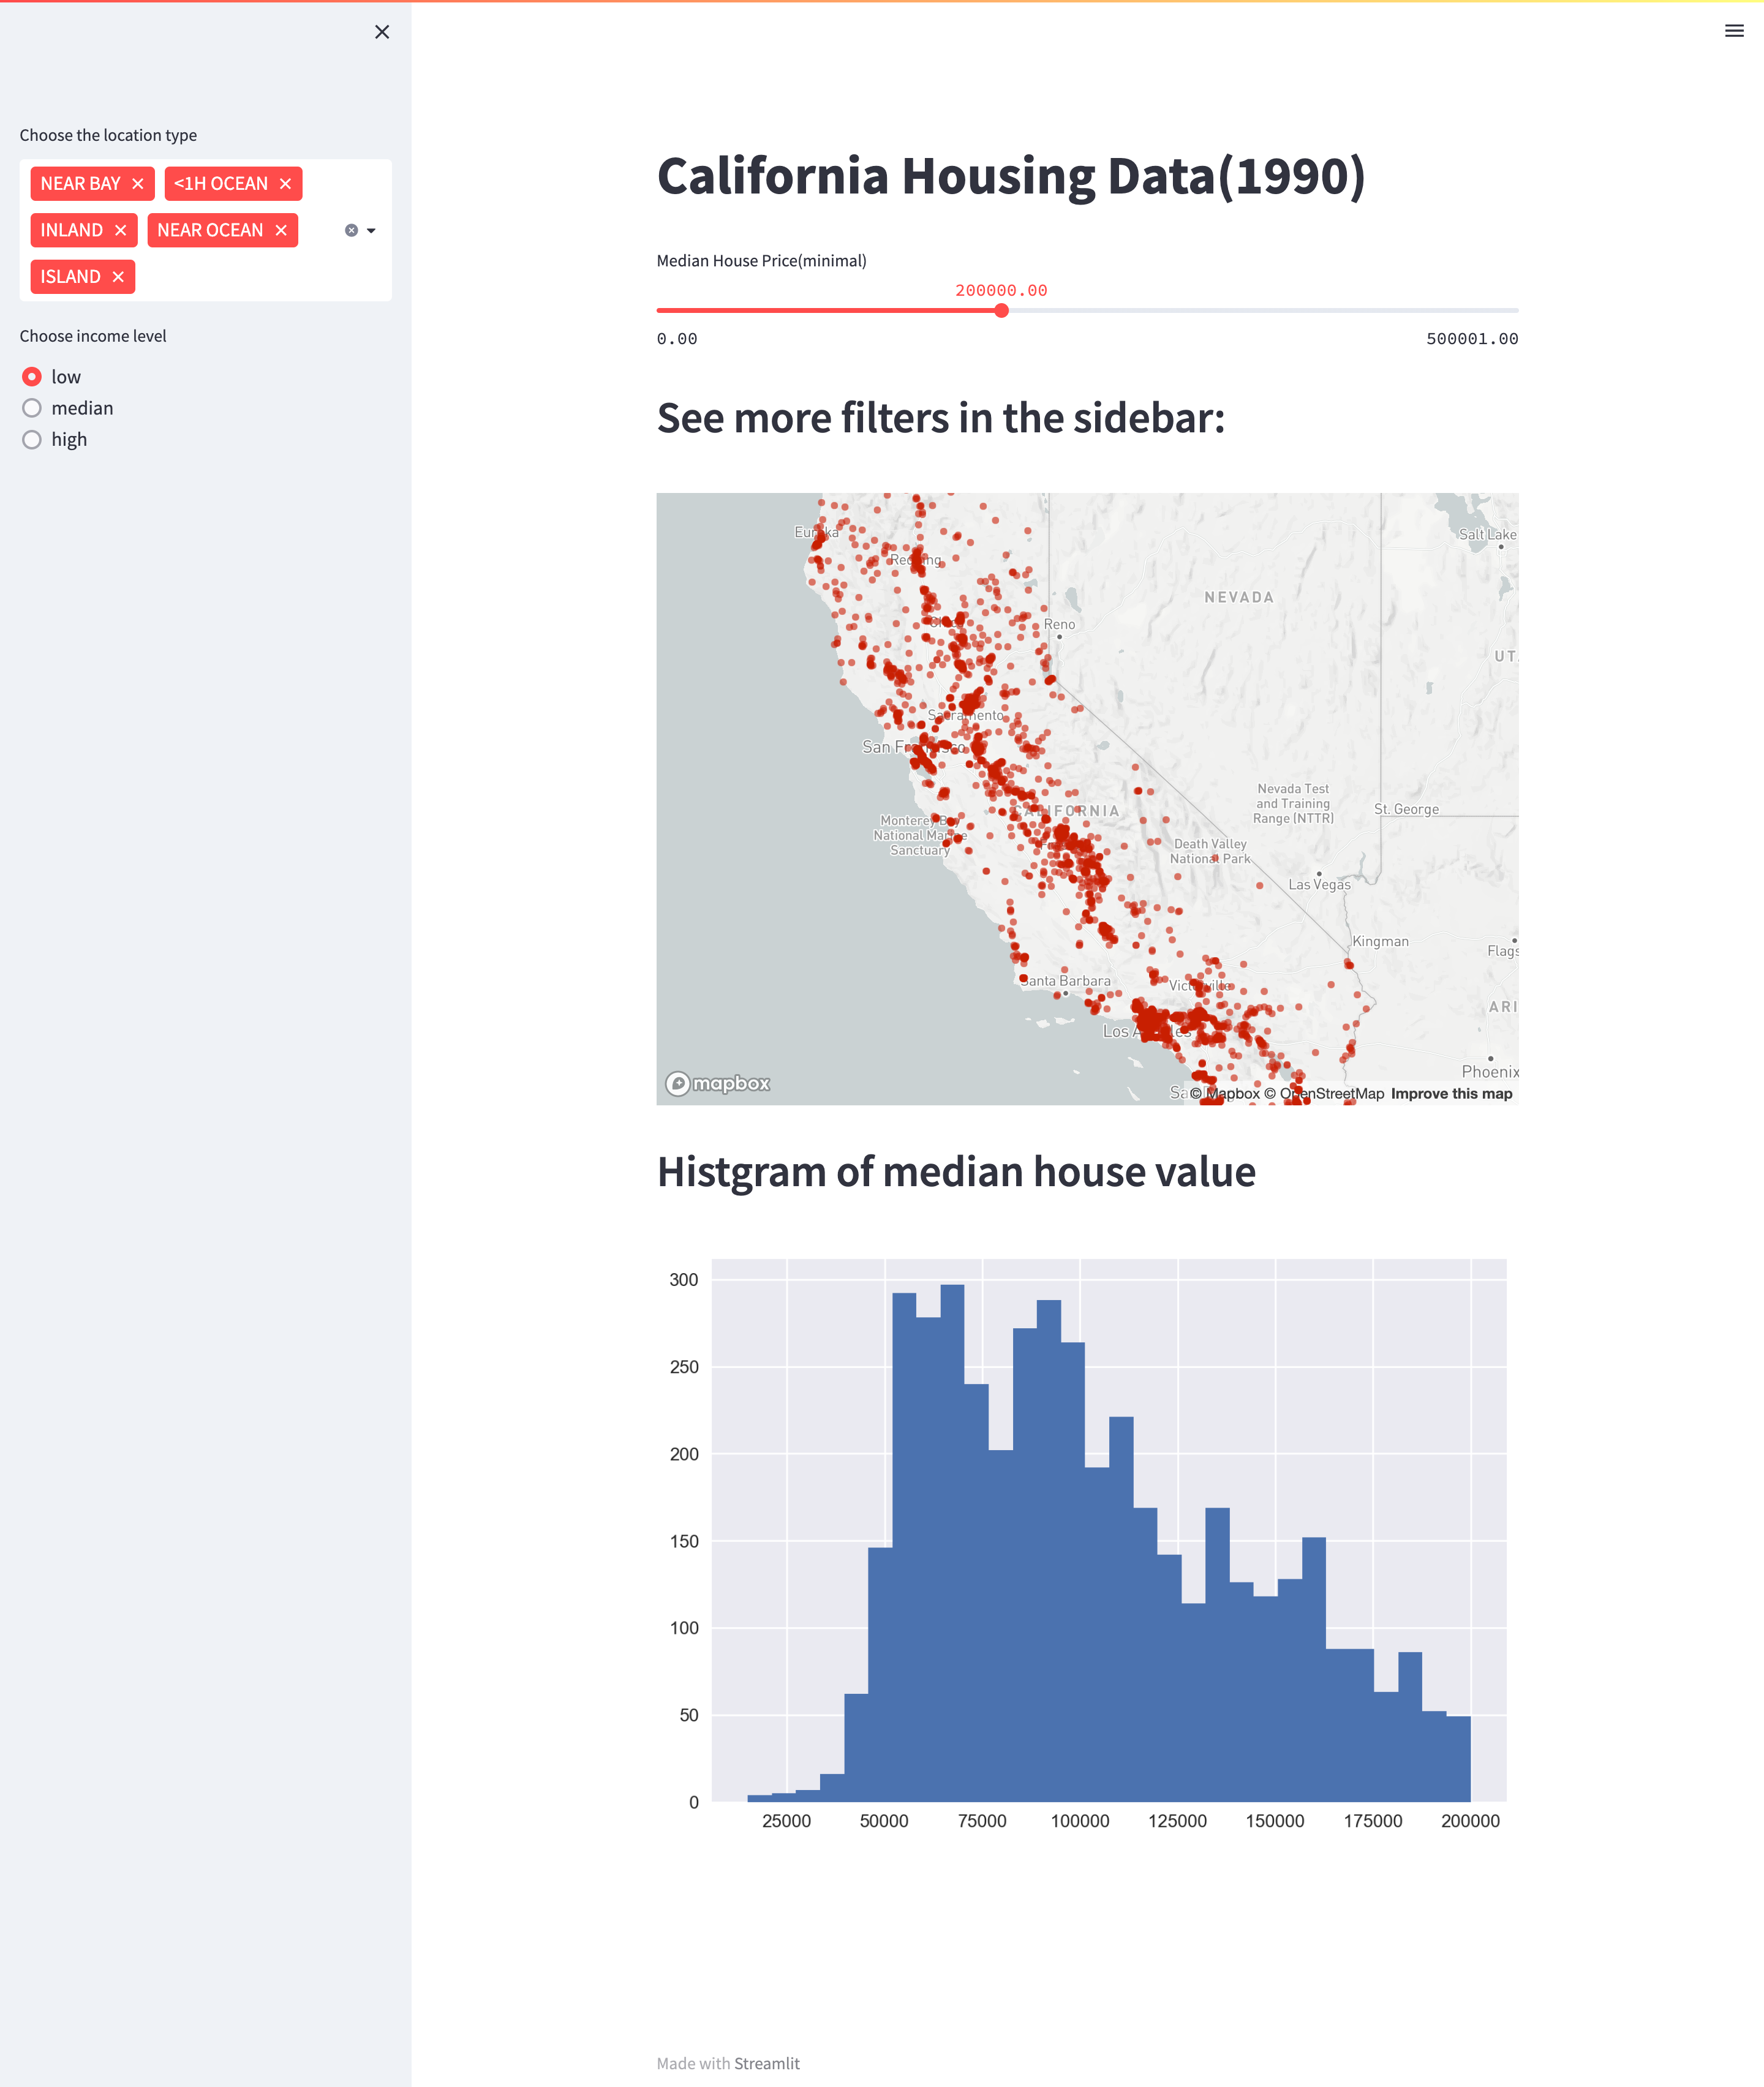 Choose the location type
NEAR BAY
<1H OCEAN
INLAND
NEAR OCEAN
ISLAND
Choose income level
low
median
high
California Housing Data(1990)
Median House Price(minimal)
200000.00
0.00
500001.00
See more filters in the sidebar:
Eureka
Redding
Salt Lake
NEVADA
Reno
UT
Sacramento
San Francisco
CALIFORNIA
Nevada Test
and Training
Range (NTTR)
St. George
Monterey Bay
National Marine
Sanctuary
Death Valley
National Park
Las Vegas
Kingman
Flags
Santa Barbara
Victorville
ARI
Los Angeles
Phoenix
mapbox
© Mapbox © OpenStreetMap Improve this map
Histgram of median house value
300
250
200
150
100
50
0
25000 50000 75000 100000 125000 150000 175000 200000
Made with Streamlit